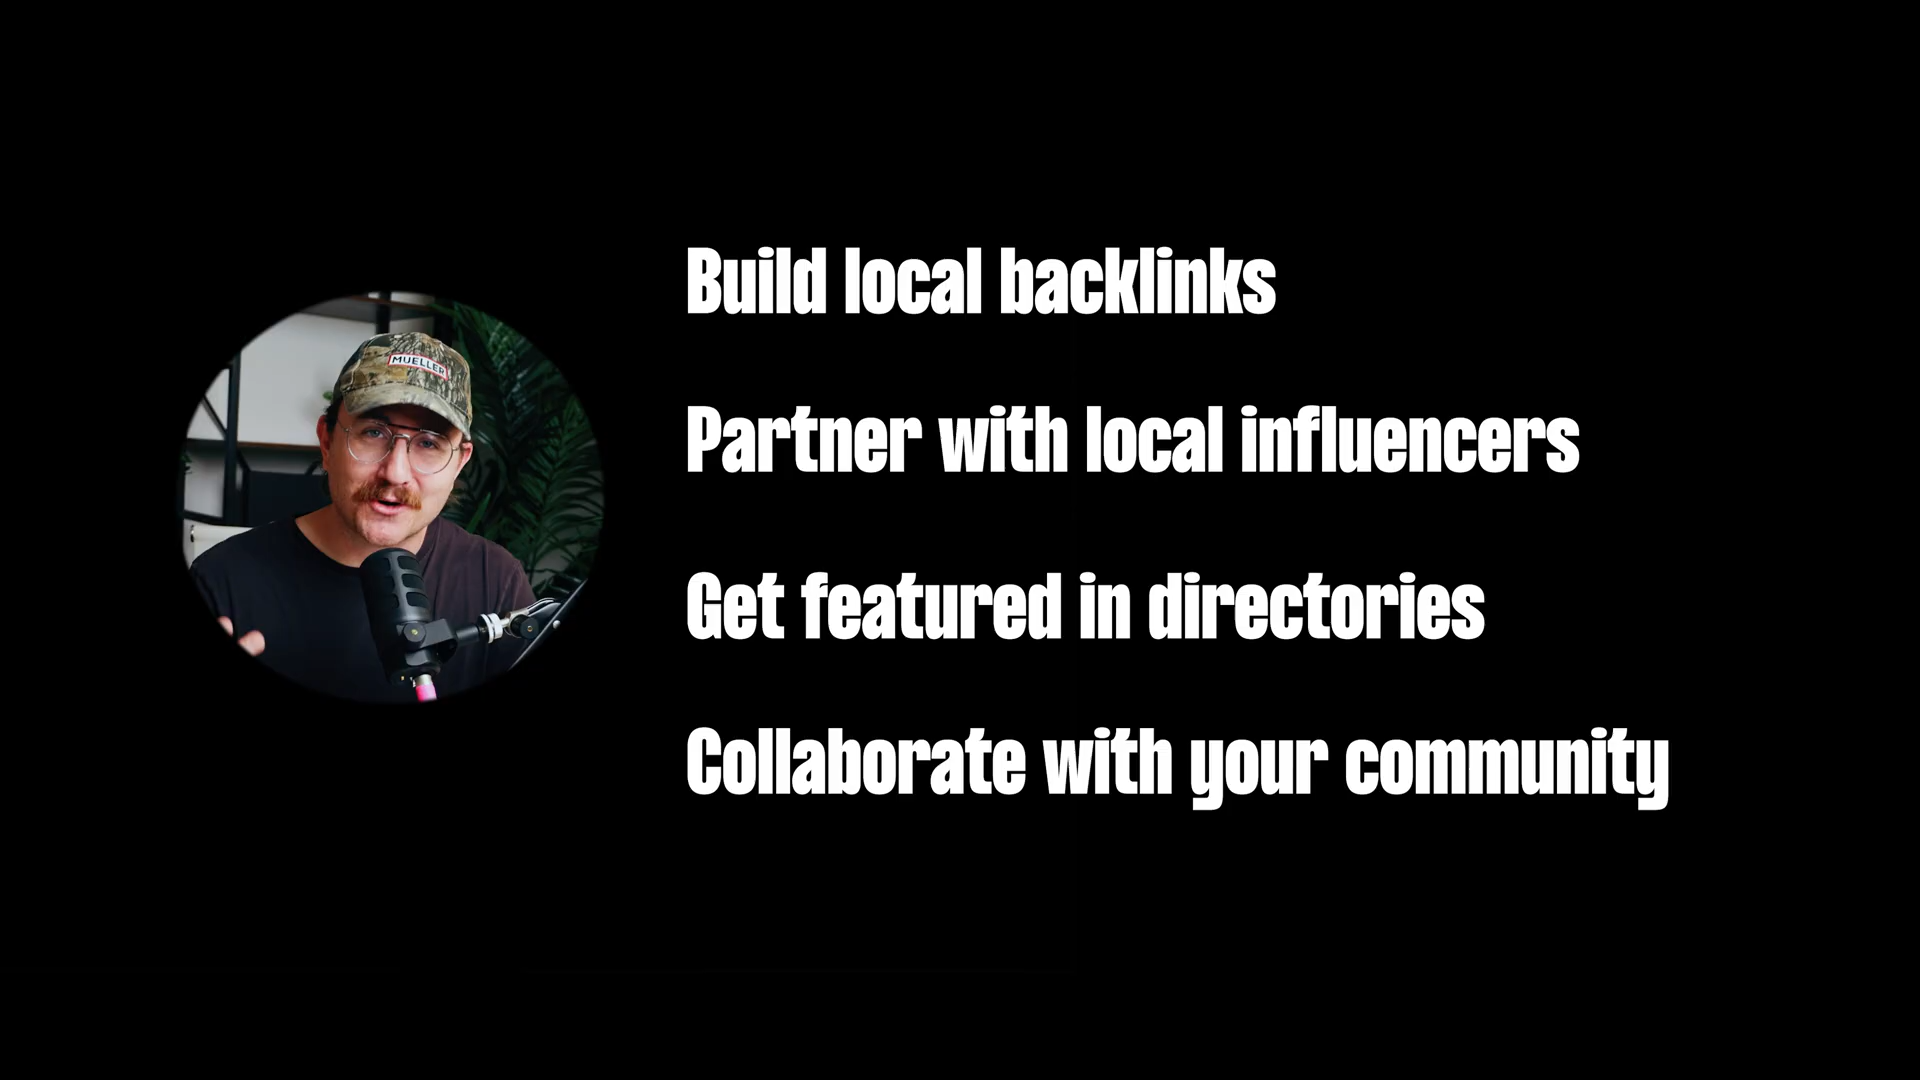 MUELLER
Build local backlinks
Partner with local influencers
Get featured in directories
Collaborate with your community